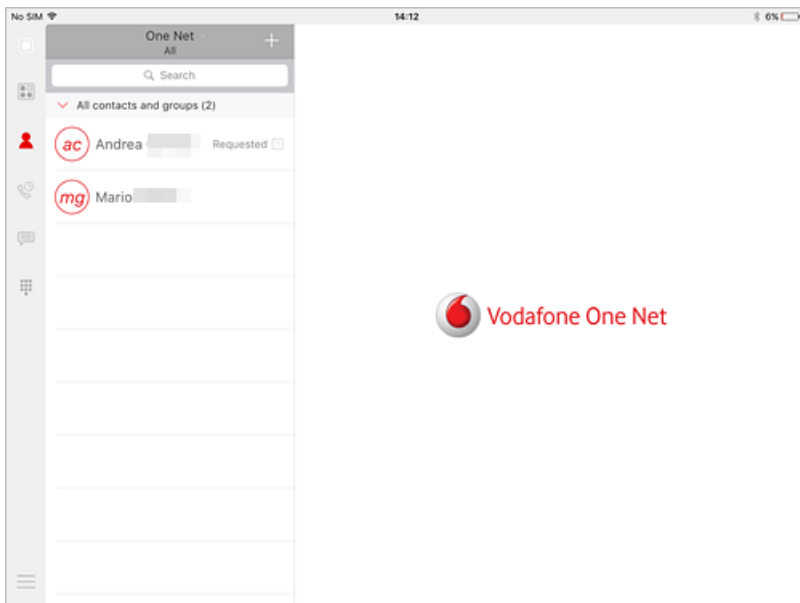 No SIM 14:12 6%
One Net
All
Search
All contacts and groups (2)
ac Andrea Requested
mg Mario
Vodafone One Net